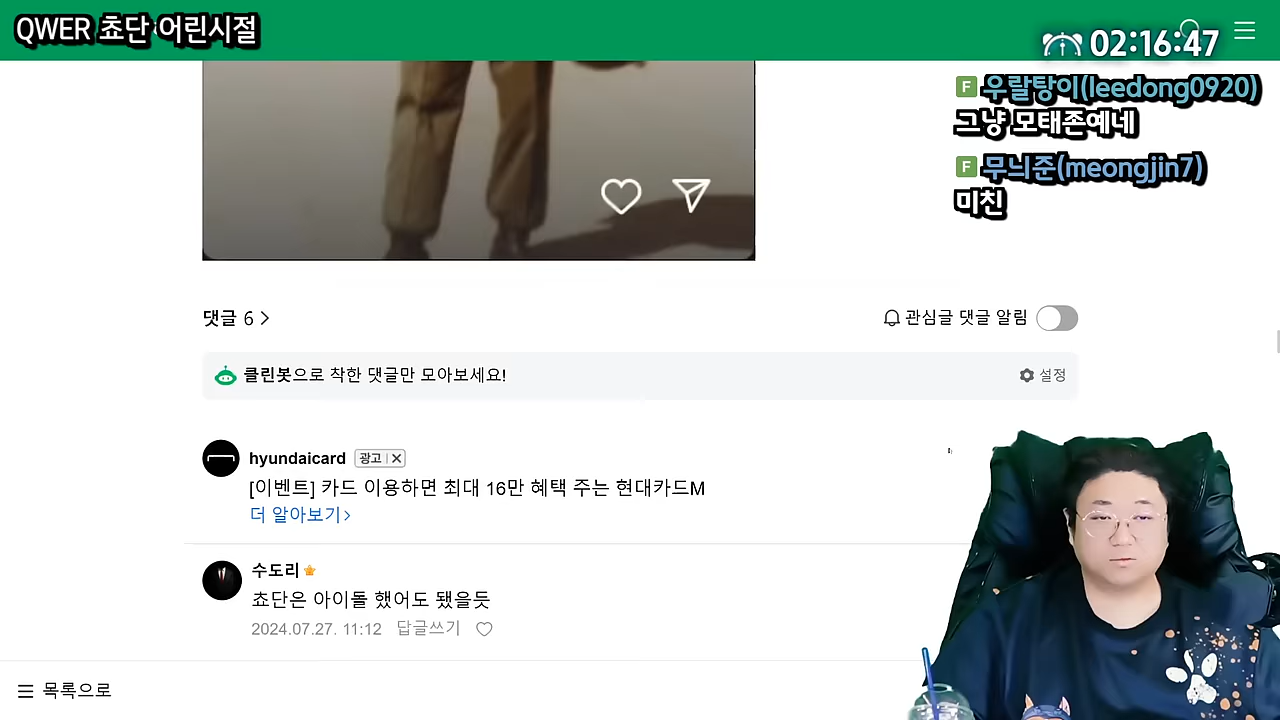 QWER 쵸단 어린시절
02:16:47
F 우랄탕이(leedong0920)
그냥 모태존예네
F 무늬준(meongjin7)
미친
댓글 6
관심글 댓글 알림
클린봇으로 착한 댓글만 모아보세요!
설정
hyundaicard 광고
[이벤트] 카드 이용하면 최대 16만 혜택 주는 현대카드M
더 알아보기
수도리
쵸단은 아이돌 했어도 됐을듯
2024.07.27. 11:12 답글쓰기
목록으로